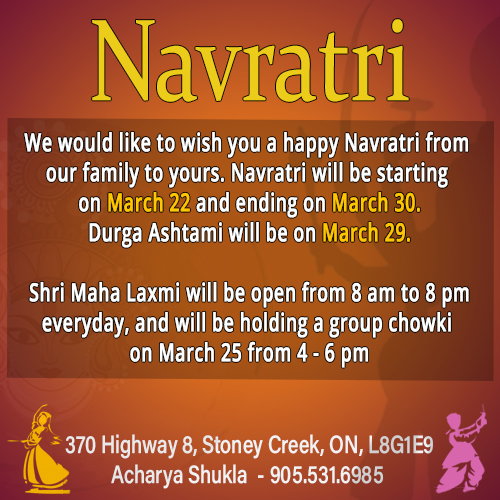 Navratri
We would like to wish you a happy Navratri from
our family to yours. Navratri will be starting
on March 22 and ending on March 30.
Durga Ashtami will be on March 29.
Shri Maha Laxmi will be open from 8 am to 8 pm
everyday, and will be holding a group chowki
on March 25 from 4 - 6 pm
370 Highway 8, Stoney Creek, ON, L8G1E9
Acharya Shukla - 905.531.6985